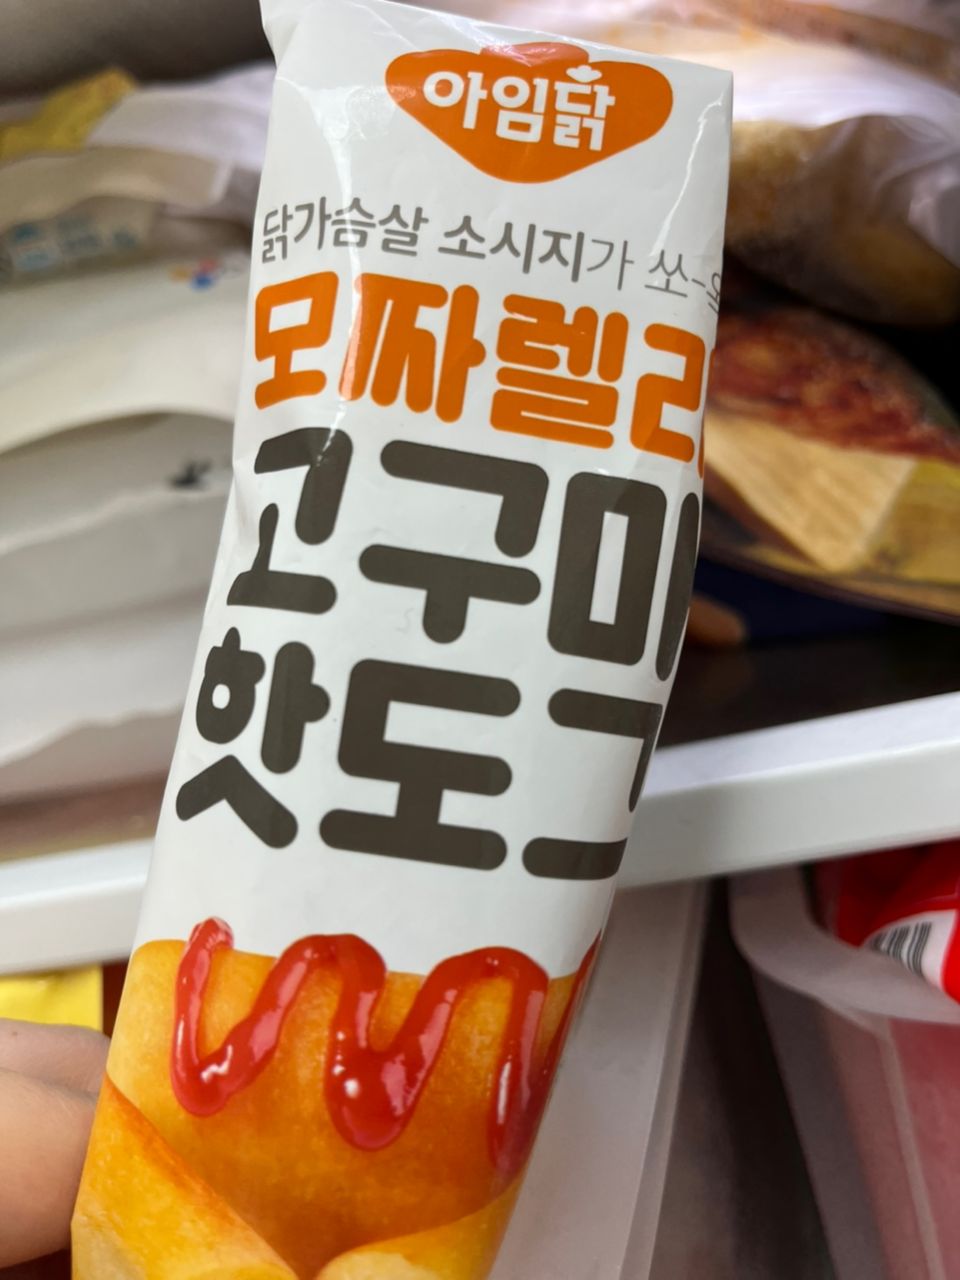 아임닭
닭가슴살 소시지가 쏘-옥
모짜렐라
고구마
핫도그